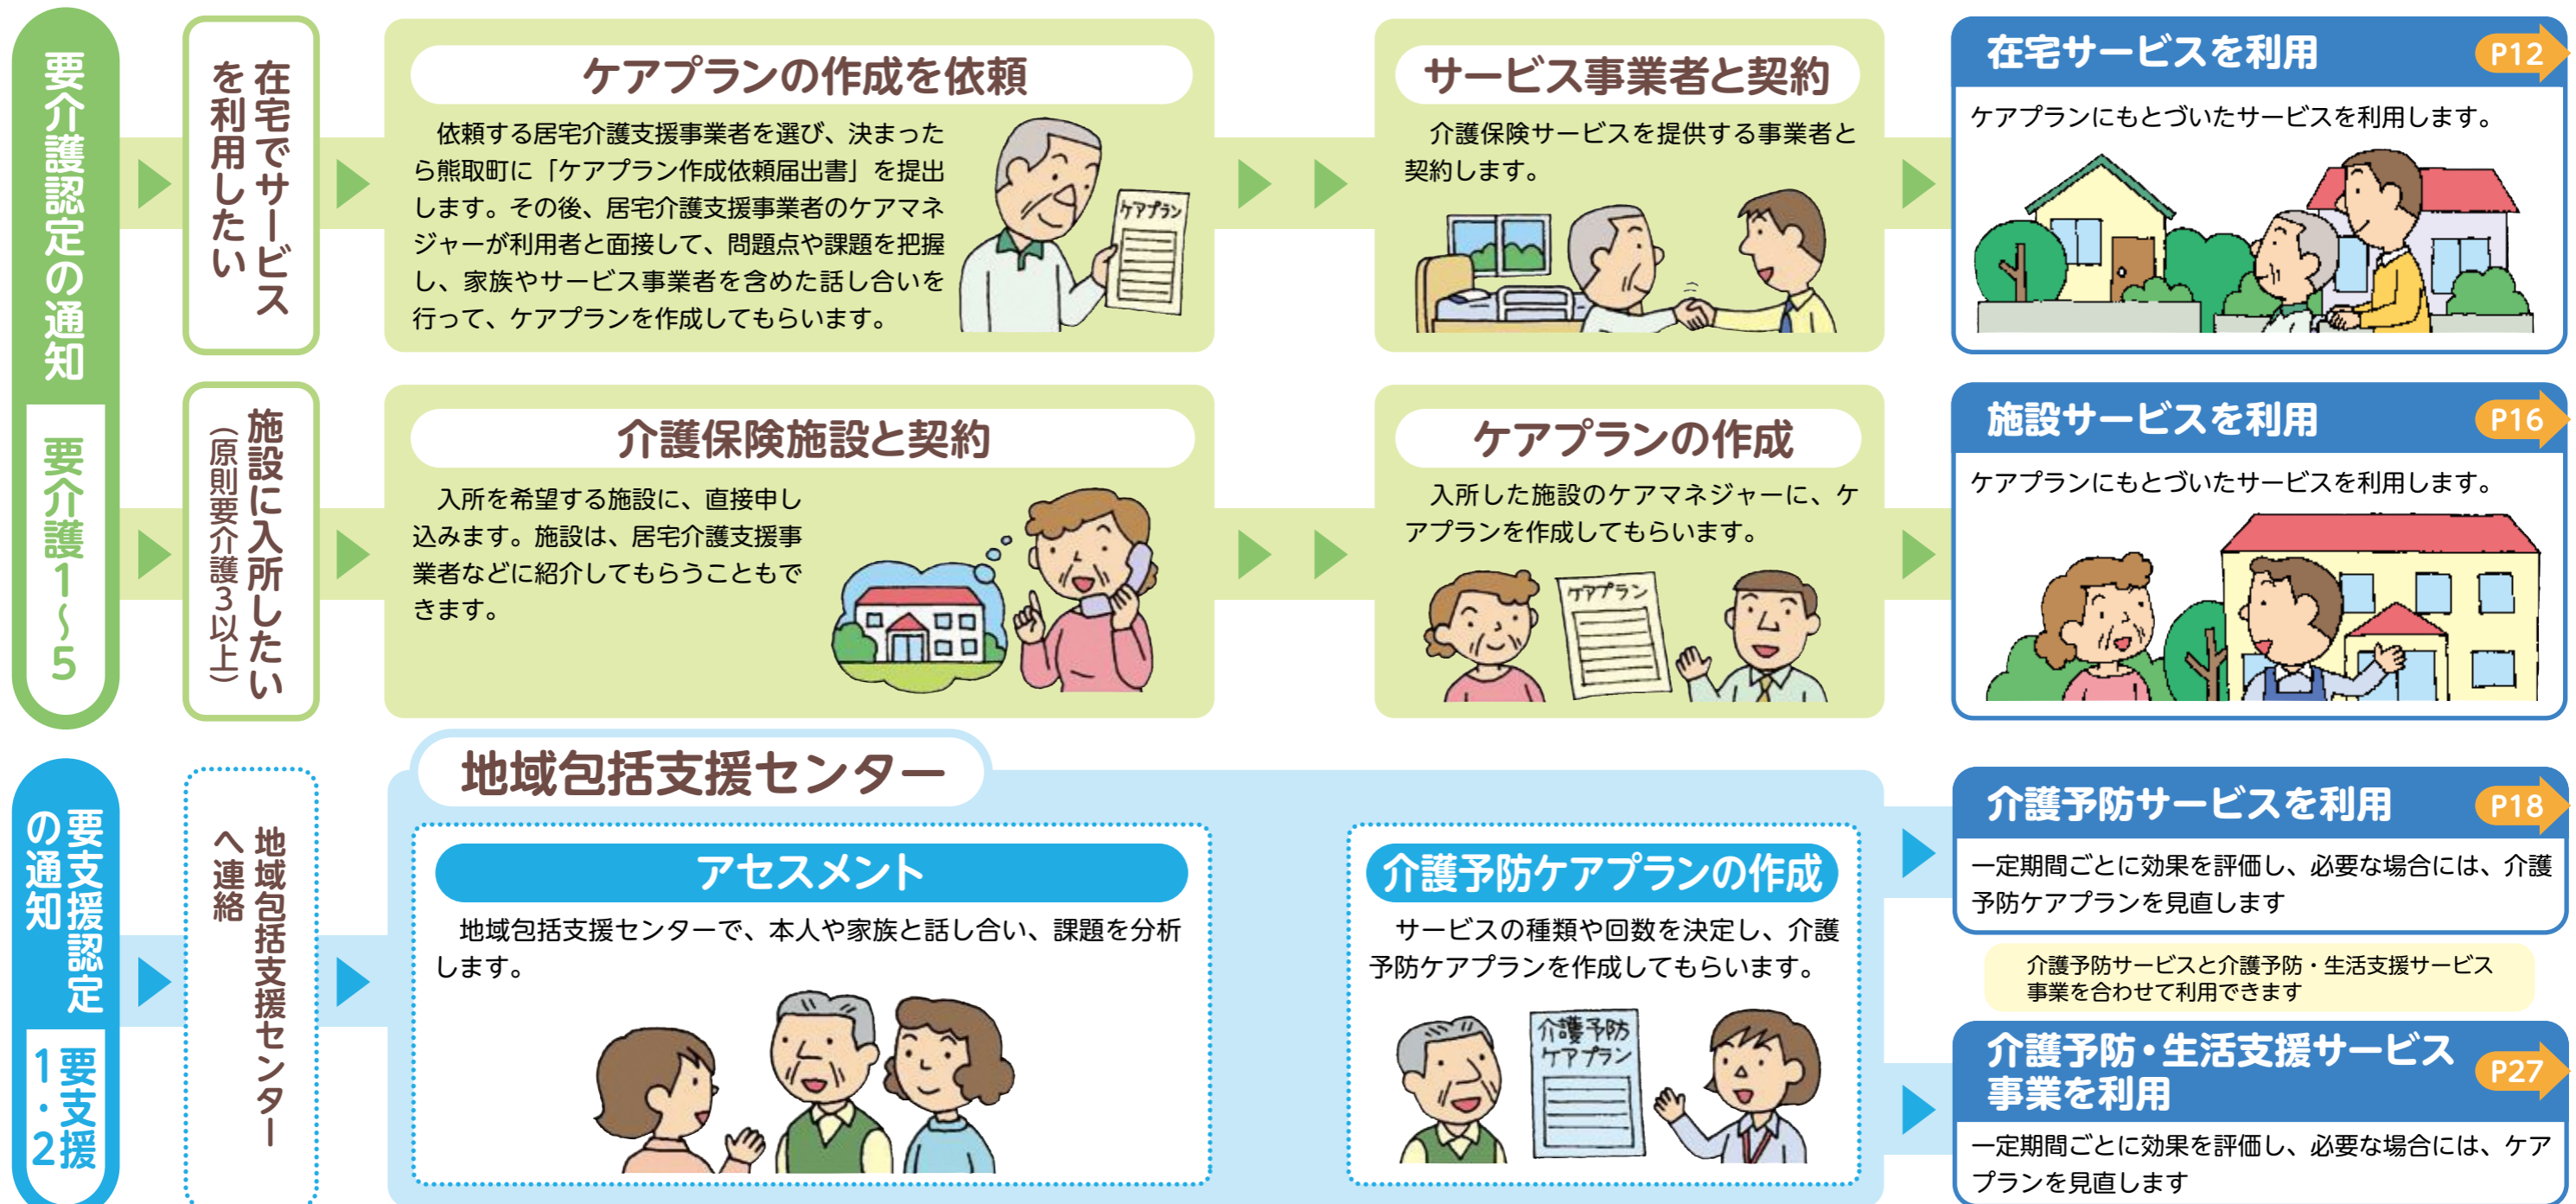 要介護認定の通知
要介護1〜5
在宅でサービス
を利用したい
ケアプランの作成を依頼
依頼する居宅介護支援事業者を選び、決まった
ら熊取町に「ケアプラン作成依頼届出書」を提出
します。その後、居宅介護支援事業者のケアマネ
ジャーが利用者と面接して、問題点や課題を把握
し、家族やサービス事業者を含めた話し合いを
行って、ケアプランを作成してもらいます。
ケアプラン
サービス事業者と契約
介護保険サービスを提供する事業者と
契約します。
在宅サービスを利用
P12
ケアプランにもとづいたサービスを利用します。
施設に入所したい
（原則要介護3以上）
介護保険施設と契約
入所を希望する施設に、直接申し
込みます。施設は、居宅介護支援事
業者などに紹介してもらうこともで
きます。
ケアプランの作成
入所した施設のケアマネジャーに、ケ
アプランを作成してもらいます。
ケアプラン
施設サービスを利用
P16
ケアプランにもとづいたサービスを利用します。
要支援認定
の通知
要支援
1・2
地域包括支援センター
へ連絡
地域包括支援センター
アセスメント
地域包括支援センターで、本人や家族と話し合い、課題を分析
します。
介護予防ケアプランの作成
サービスの種類や回数を決定し、介護
予防ケアプランを作成してもらいます。
介護予防
ケアプラン
介護予防サービスを利用
P18
一定期間ごとに効果を評価し、必要な場合には、介護
予防ケアプランを見直します
介護予防サービスと介護予防・生活支援サービス
事業を合わせて利用できます
介護予防・生活支援サービス
事業を利用
P27
一定期間ごとに効果を評価し、必要な場合には、ケア
プランを見直します